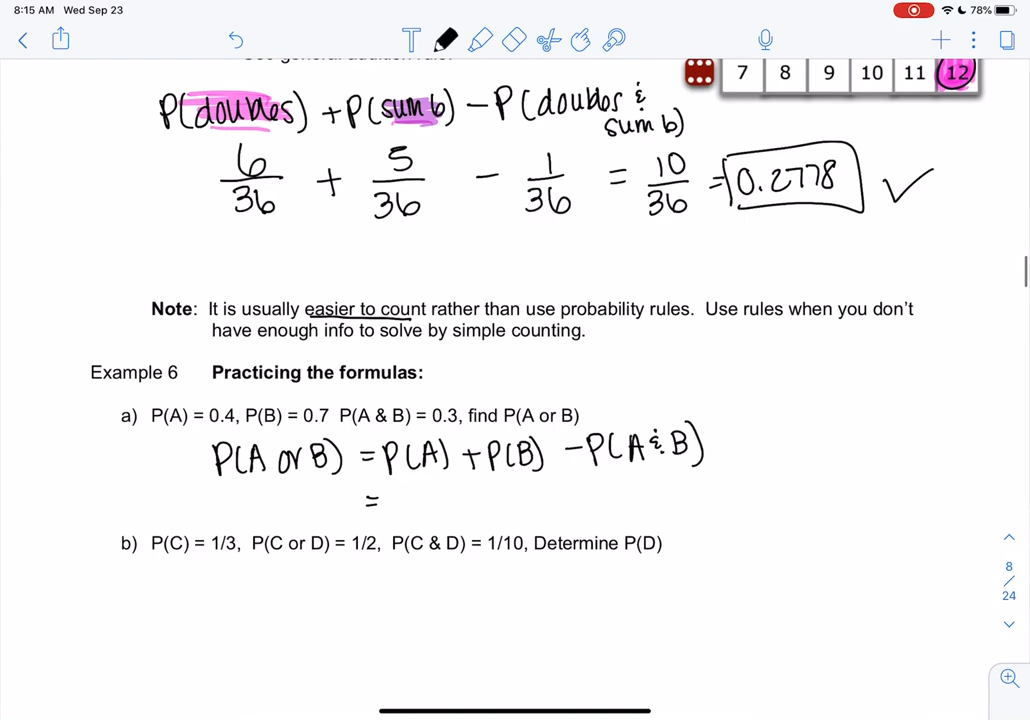 8:15 AM Wed Sep 23
78%
7 8 9 10 11 12
P(doubles) + P(sum 6) - P(doubles &
sum 6)
6/36 + 5/36 - 1/36 = 10/36 = 0.2778 ✓
Note: It is usually easier to count rather than use probability rules. Use rules when you don't
have enough info to solve by simple counting.
Example 6 Practicing the formulas:
a) P(A) = 0.4, P(B) = 0.7 P(A & B) = 0.3, find P(A or B)
P(A or B) = P(A) + P(B) - P(A & B)
=
b) P(C) = 1/3, P(C or D) = 1/2, P(C & D) = 1/10, Determine P(D)
8
/
24